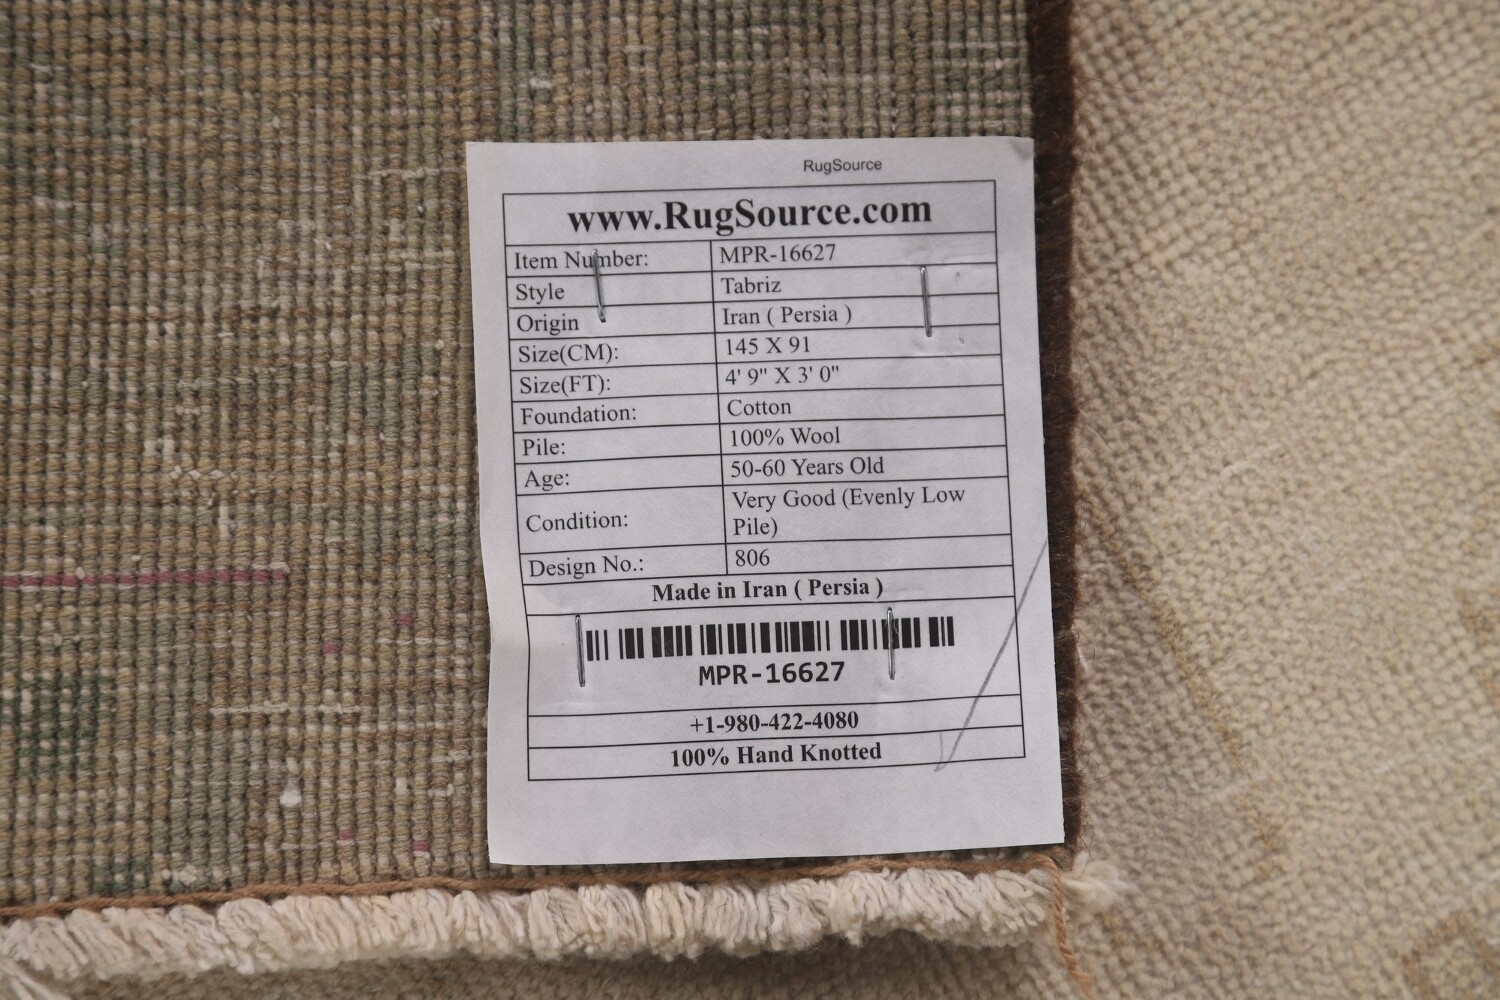 RugSource
www.RugSource.com
Item Number: MPR-16627
Style Tabriz
Origin Iran ( Persia )
Size(CM): 145 X 91
Size(FT): 4' 9" X 3' 0"
Foundation: Cotton
Pile: 100% Wool
Age: 50-60 Years Old
Condition: Very Good (Evenly Low
Pile)
Design No.: 806
Made in Iran ( Persia )
MPR-16627
+1-980-422-4080
100% Hand Knotted